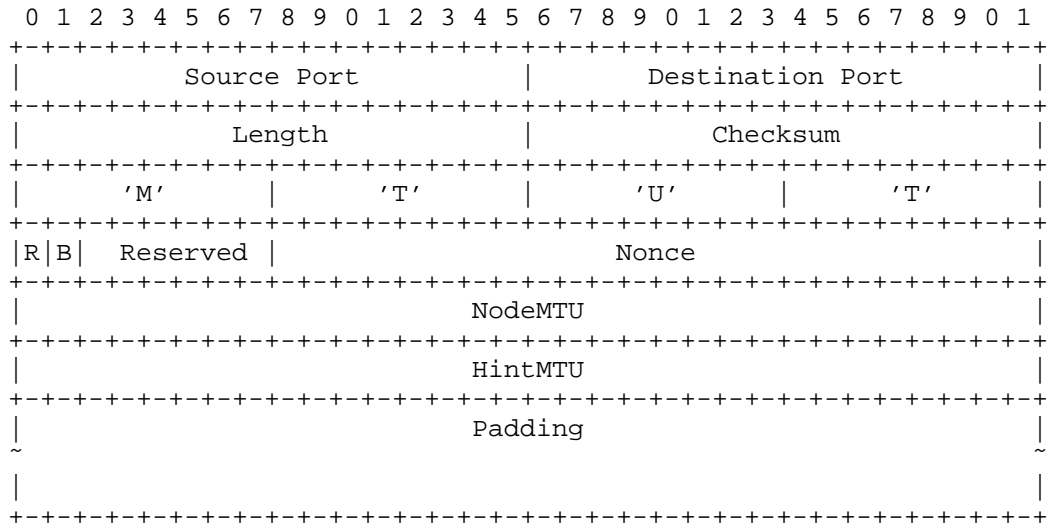 0 1 2 3 4 5 6 7 8 9 0 1 2 3 4 5 6 7 8 9 0 1 2 3 4 5 6 7 8 9 0 1
+-+-+-+-+-+-+-+-+-+-+-+-+-+-+-+-+-+-+-+-+-+-+-+-+-+-+-+-+-+-+-+-+
| Source Port | Destination Port |
+-+-+-+-+-+-+-+-+-+-+-+-+-+-+-+-+-+-+-+-+-+-+-+-+-+-+-+-+-+-+-+-+
| Length | Checksum |
+-+-+-+-+-+-+-+-+-+-+-+-+-+-+-+-+-+-+-+-+-+-+-+-+-+-+-+-+-+-+-+-+
| ’M’ | ’T’ | ’U’ | ’T’ |
+-+-+-+-+-+-+-+-+-+-+-+-+-+-+-+-+-+-+-+-+-+-+-+-+-+-+-+-+-+-+-+-+
|R|B| Reserved | Nonce |
+-+-+-+-+-+-+-+-+-+-+-+-+-+-+-+-+-+-+-+-+-+-+-+-+-+-+-+-+-+-+-+-+
| NodeMTU |
+-+-+-+-+-+-+-+-+-+-+-+-+-+-+-+-+-+-+-+-+-+-+-+-+-+-+-+-+-+-+-+-+
| HintMTU |
+-+-+-+-+-+-+-+-+-+-+-+-+-+-+-+-+-+-+-+-+-+-+-+-+-+-+-+-+-+-+-+-+
| Padding |
~ ~
| |
+-+-+-+-+-+-+-+-+-+-+-+-+-+-+-+-+-+-+-+-+-+-+-+-+-+-+-+-+-+-+-+-+